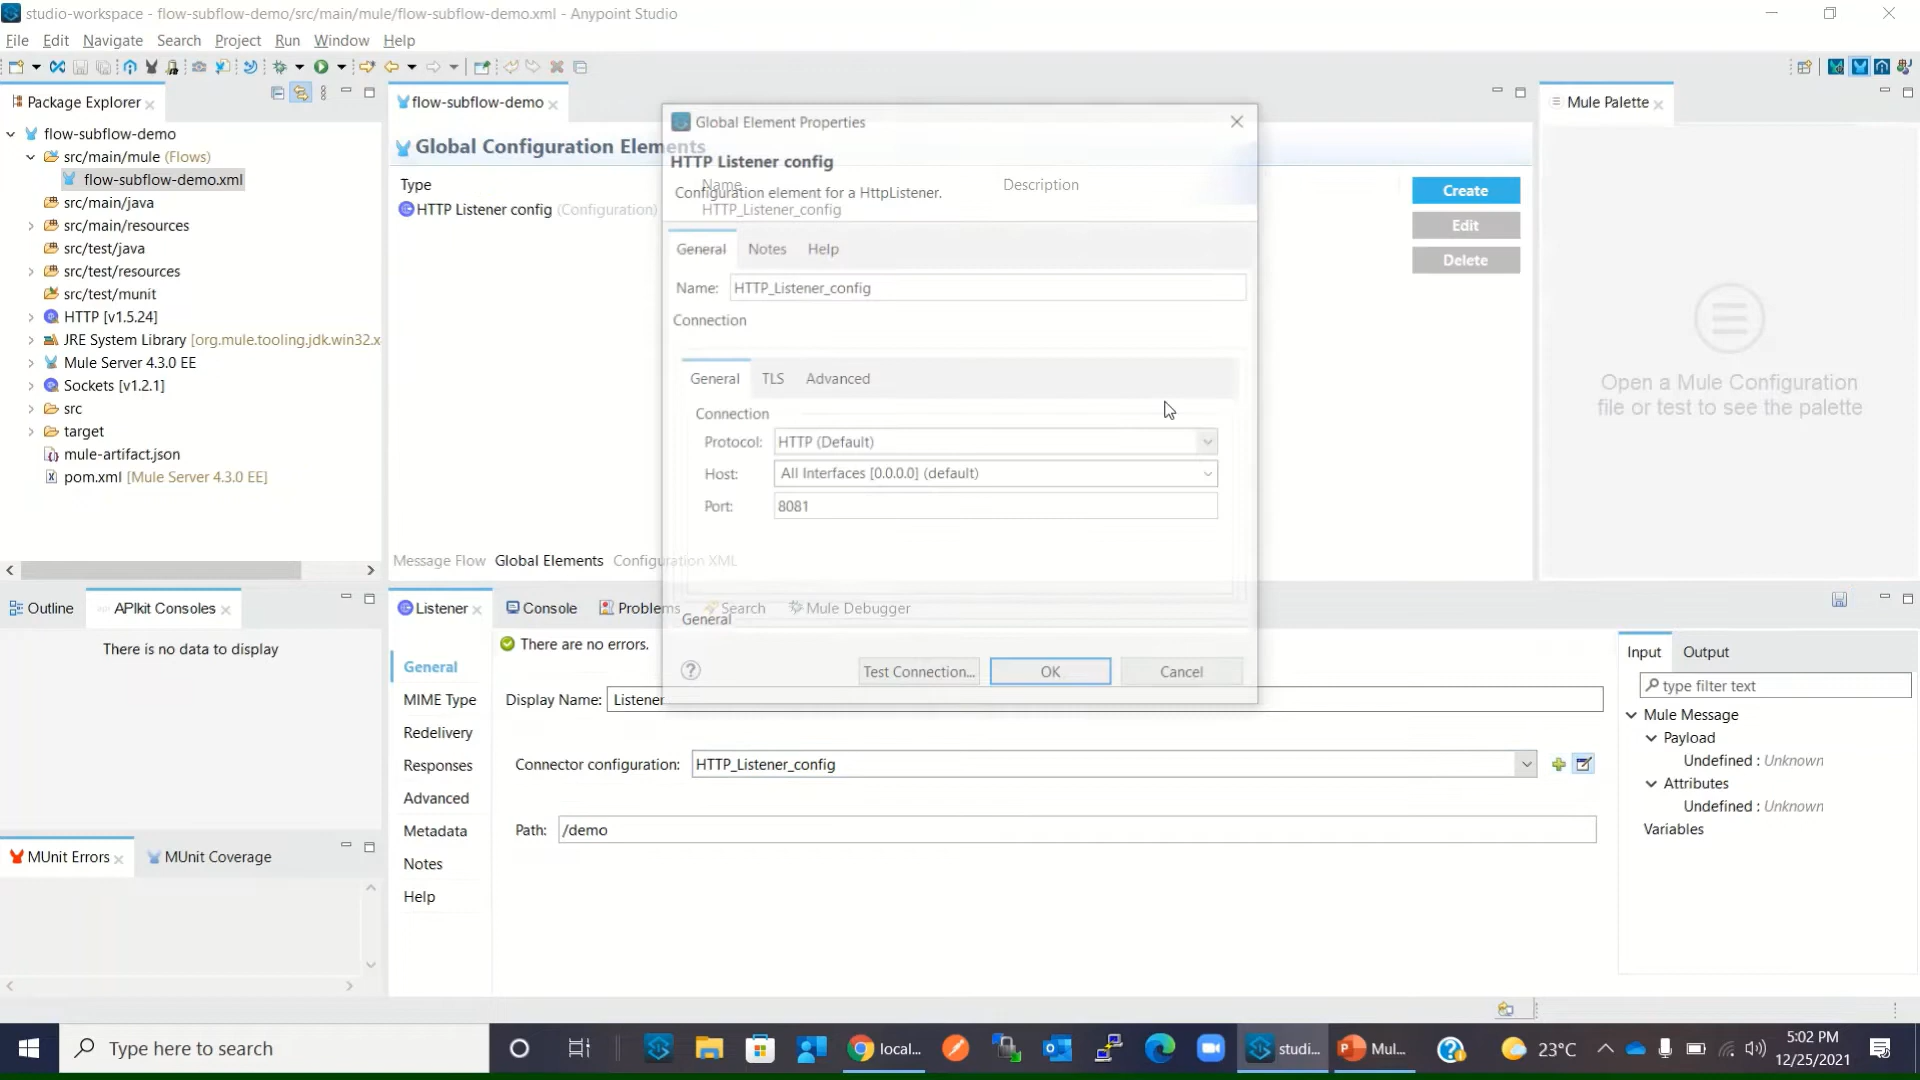 studio-workspace - flow-subflow-demo/src/main/mule/flow-subflow-demo.xml - Anypoint Studio
File Edit Navigate Search Project Run Window Help
Package Explorer
flow-subflow-demo
Mule Palette
flow-subflow-demo
src/main/mule (Flows)
flow-subflow-demo.xml
src/main/java
src/main/resources
src/test/java
src/test/resources
src/test/munit
HTTP [v1.5.24]
JRE System Library [org.mule.tooling.jdk.win32.x
Mule Server 4.3.0 EE
Sockets [v1.2.1]
src
target
mule-artifact.json
pom.xml [Mule Server 4.3.0 EE]
Global Configuration Elements
Type Name Description
HTTP Listener config (Configuration) HTTP_Listener_config
Create
Edit
Delete
Message Flow Global Elements Configuration XML
Global Element Properties
HTTP Listener config
Configuration element for a HttpListener.
General Notes Help
Name: HTTP_Listener_config
Connection
General TLS Advanced
Connection
Protocol: HTTP (Default)
Host: All Interfaces [0.0.0.0] (default)
Port: 8081
General
Test Connection... OK Cancel
Open a Mule Configuration
file or test to see the palette
Outline APIkit Consoles
There is no data to display
MUnit Errors MUnit Coverage
Listener Console Problems Search Mule Debugger
There are no errors.
General
MIME Type
Redelivery
Responses
Advanced
Metadata
Notes
Help
Display Name: Listener
Connector configuration: HTTP_Listener_config
Path: /demo
Input Output
type filter text
Mule Message
Payload
Undefined : Unknown
Attributes
Undefined : Unknown
Variables
Type here to search
local...
studi...
Mul...
23°C
5:02 PM
12/25/2021